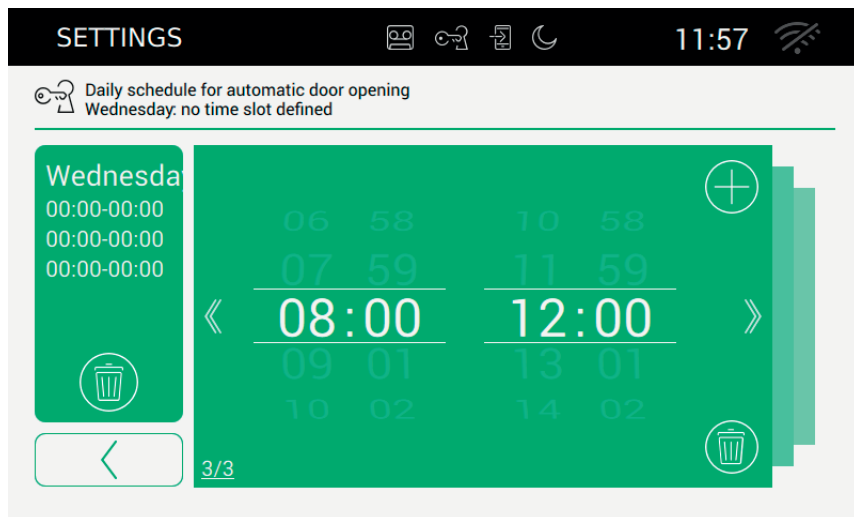 SETTINGS
11:57
Daily schedule for automatic door opening
Wednesday: no time slot defined
Wednesda
00:00-00:00
00:00-00:00
00:00-00:00
06 58 10 58
07 59 11 59
08:00 12:00
09 01 13 01
10 02 14 02
3/3